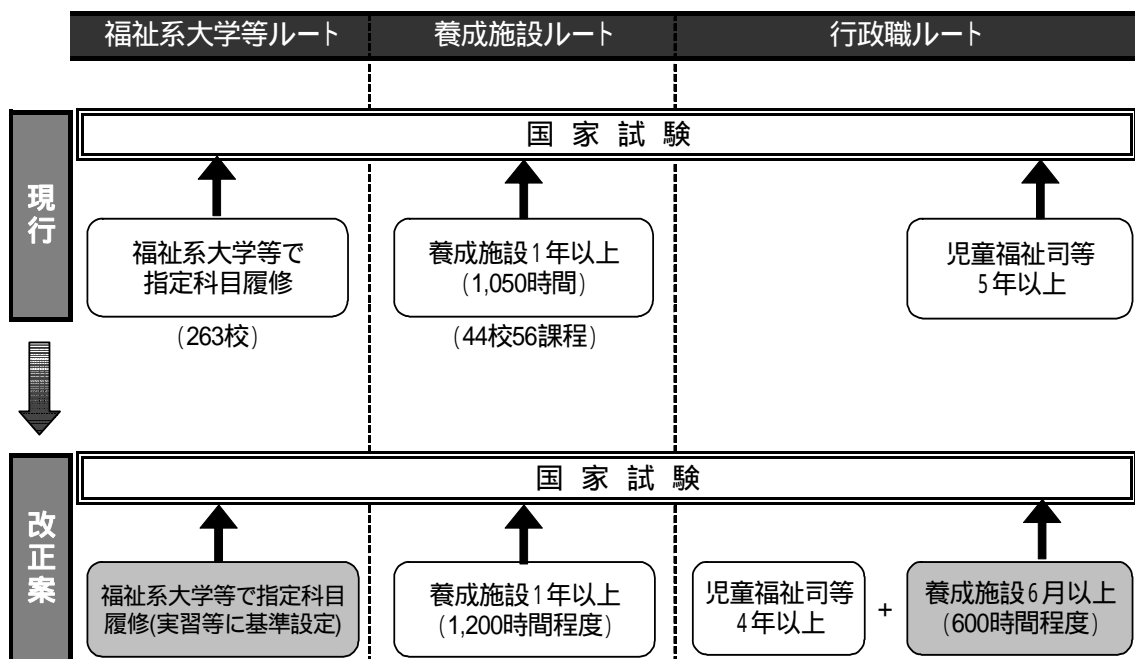 福祉系大学等ルート
養成施設ルート
行政職ルート
現行
国家試験
福祉系大学等で
指定科目履修
(263校)
養成施設1年以上
(1,050時間)
(44校56課程)
児童福祉司等
5年以上
改正案
国家試験
福祉系大学等で指定科目
履修(実習等に基準設定)
養成施設1年以上
(1,200時間程度)
児童福祉司等
4年以上
+
養成施設6月以上
(600時間程度)